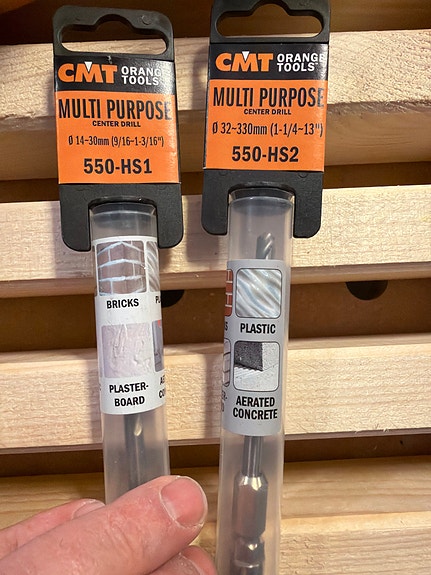 CMT ORANGE TOOLS
MULTI PURPOSE
CENTER DRILL
Ø 14~30mm (9/16~1-3/16")
550-HS1
BRICKS
PLASTER-
BOARD
CMT ORANGE TOOLS
MULTI PURPOSE
CENTER DRILL
Ø 32~330mm (1-1/4~13")
550-HS2
PLASTIC
AERATED
CONCRETE